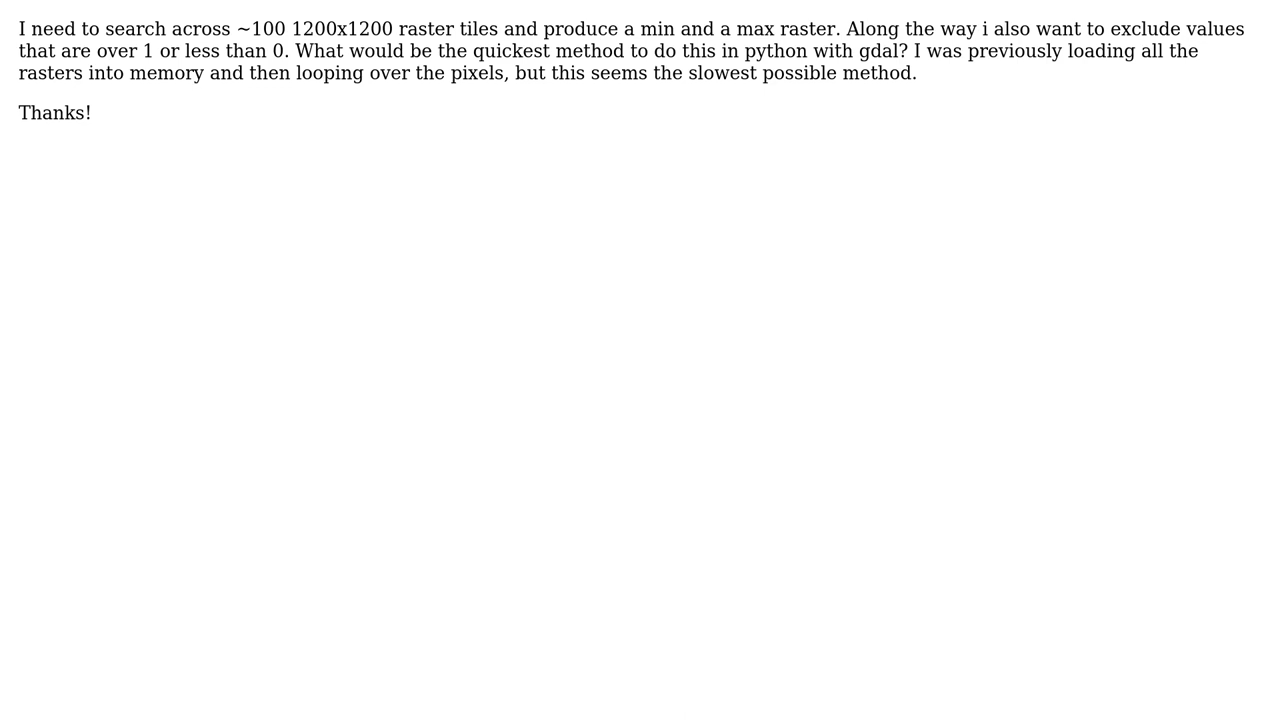 I need to search across ~100 1200x1200 raster tiles and produce a min and a max raster. Along the way i also want to exclude values
that are over 1 or less than 0. What would be the quickest method to do this in python with gdal? I was previously loading all the
rasters into memory and then looping over the pixels, but this seems the slowest possible method.
Thanks!